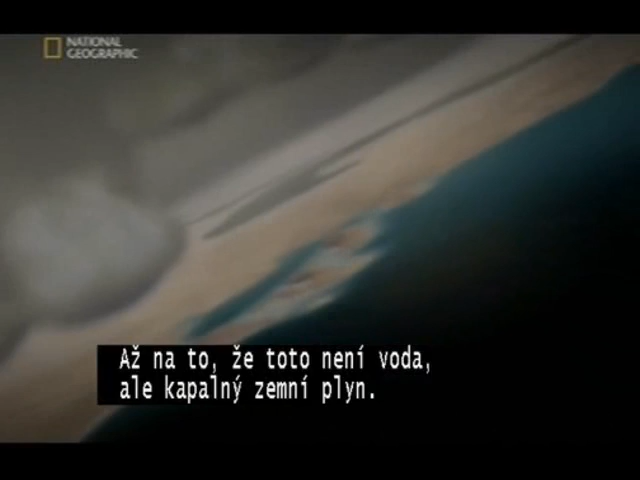 NATIONAL
GEOGRAPHIC
Až na to, že toto není voda,
ale kapalný zemní plyn.